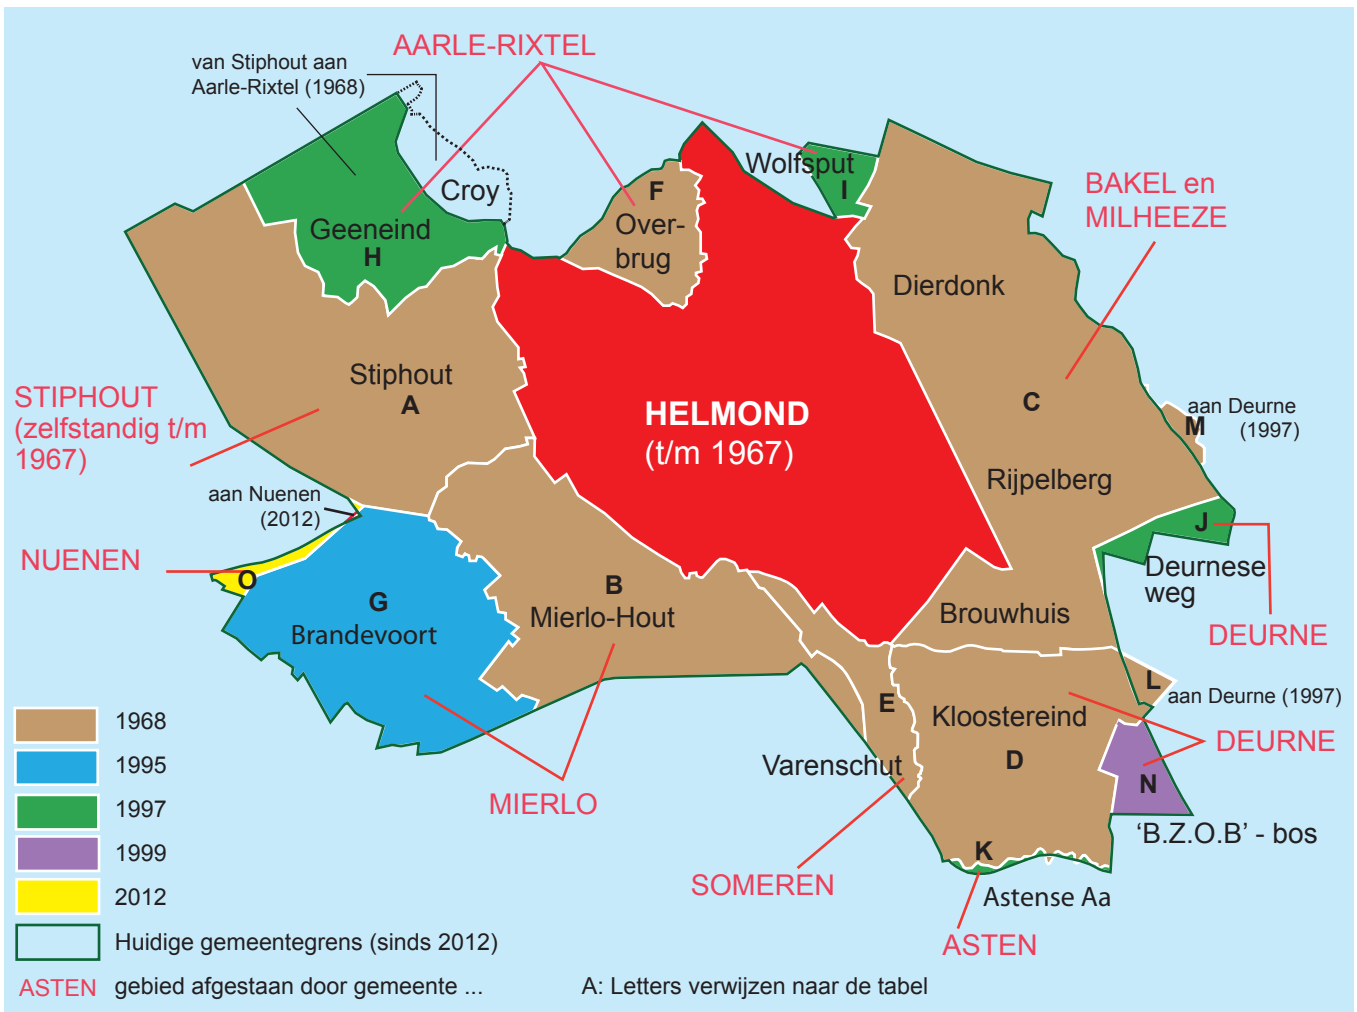 AARLE-RIXTEL
van Stiphout aan
Aarle-Rixtel (1968)
Croy
Wolfsput
I
F
Over-
brug
Geeneind
H
BAKEL en
MILHEEZE
Dierdonk
Stiphout
A
STIPHOUT
(zelfstandig t/m
1967)
HELMOND
(t/m 1967)
C
aan Deurne
(1997)
M
Rijpelberg
aan Nuenen
(2012)
NUENEN
O
J
Deurnese
weg
DEURNE
B
Mierlo-Hout
G
Brandevoort
Brouwhuis
L
aan Deurne (1997)
E
Kloostereind
D
DEURNE
Varenschut
N
'B.Z.O.B' - bos
MIERLO
K
SOMEREN
Astense Aa
ASTEN
1968
1995
1997
1999
2012
Huidige gemeentegrens (sinds 2012)
ASTEN gebied afgestaan door gemeente ...
A: Letters verwijzen naar de tabel